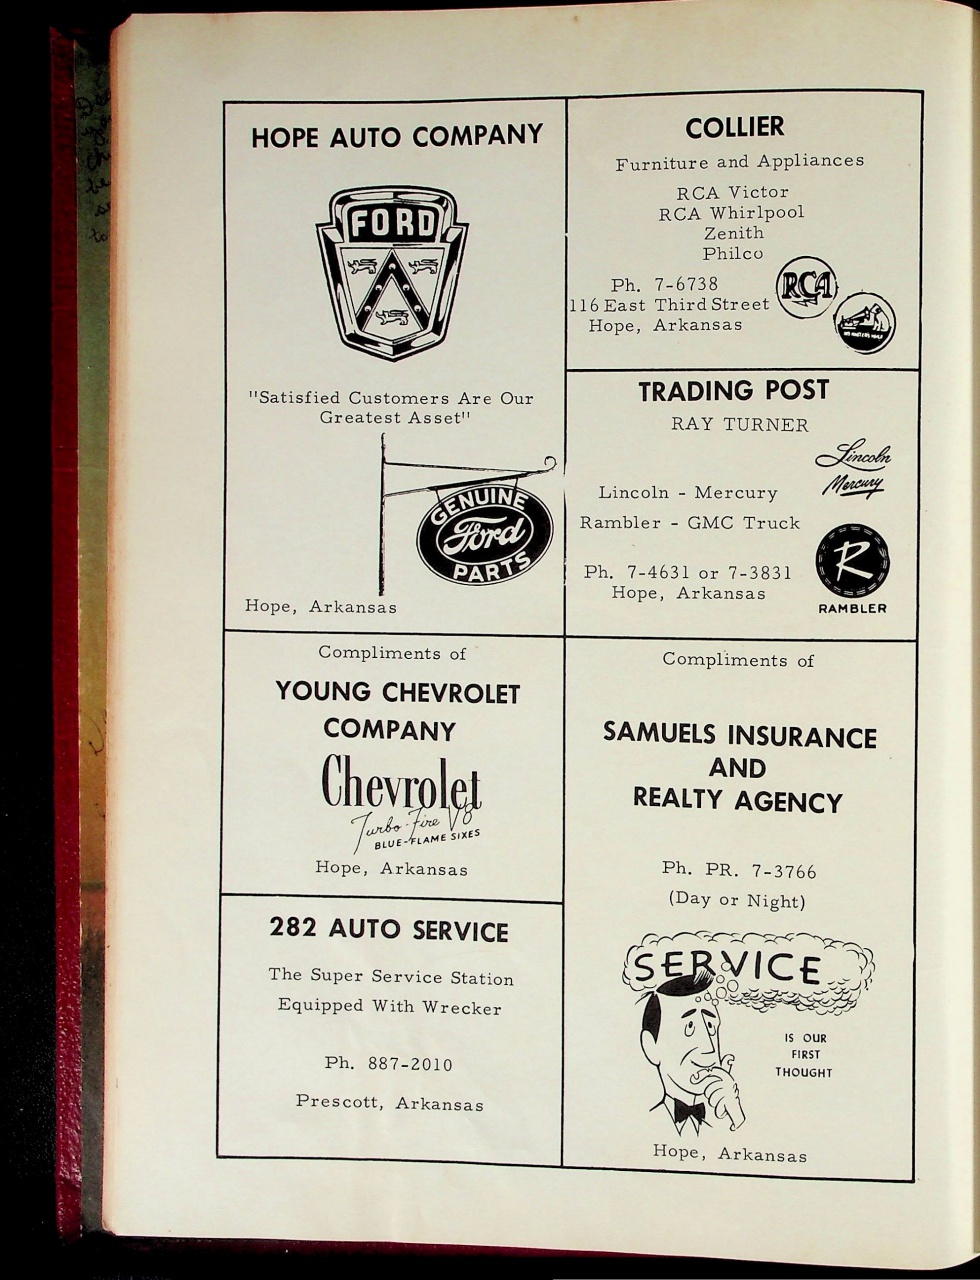 HOPE AUTO COMPANY
FORD
"Satisfied Customers Are Our
Greatest Asset"
GENUINE
Ford
PARTS
Hope, Arkansas
COLLIER
Furniture and Appliances
RCA Victor
RCA Whirlpool
Zenith
Philco
Ph. 7-6738
116 East Third Street
Hope, Arkansas
RCA
TRADING POST
RAY TURNER
Lincoln
Mercury
Lincoln - Mercury
Rambler - GMC Truck
Ph. 7-4631 or 7-3831
Hope, Arkansas
R
RAMBLER
Compliments of
YOUNG CHEVROLET
COMPANY
Chevrolet
Turbo-Fire V8
BLUE-FLAME SIXES
Hope, Arkansas
282 AUTO SERVICE
The Super Service Station
Equipped With Wrecker
Ph. 887-2010
Prescott, Arkansas
Compliments of
SAMUELS INSURANCE
AND
REALTY AGENCY
Ph. PR. 7-3766
(Day or Night)
SERVICE
IS OUR
FIRST
THOUGHT
Hope, Arkansas